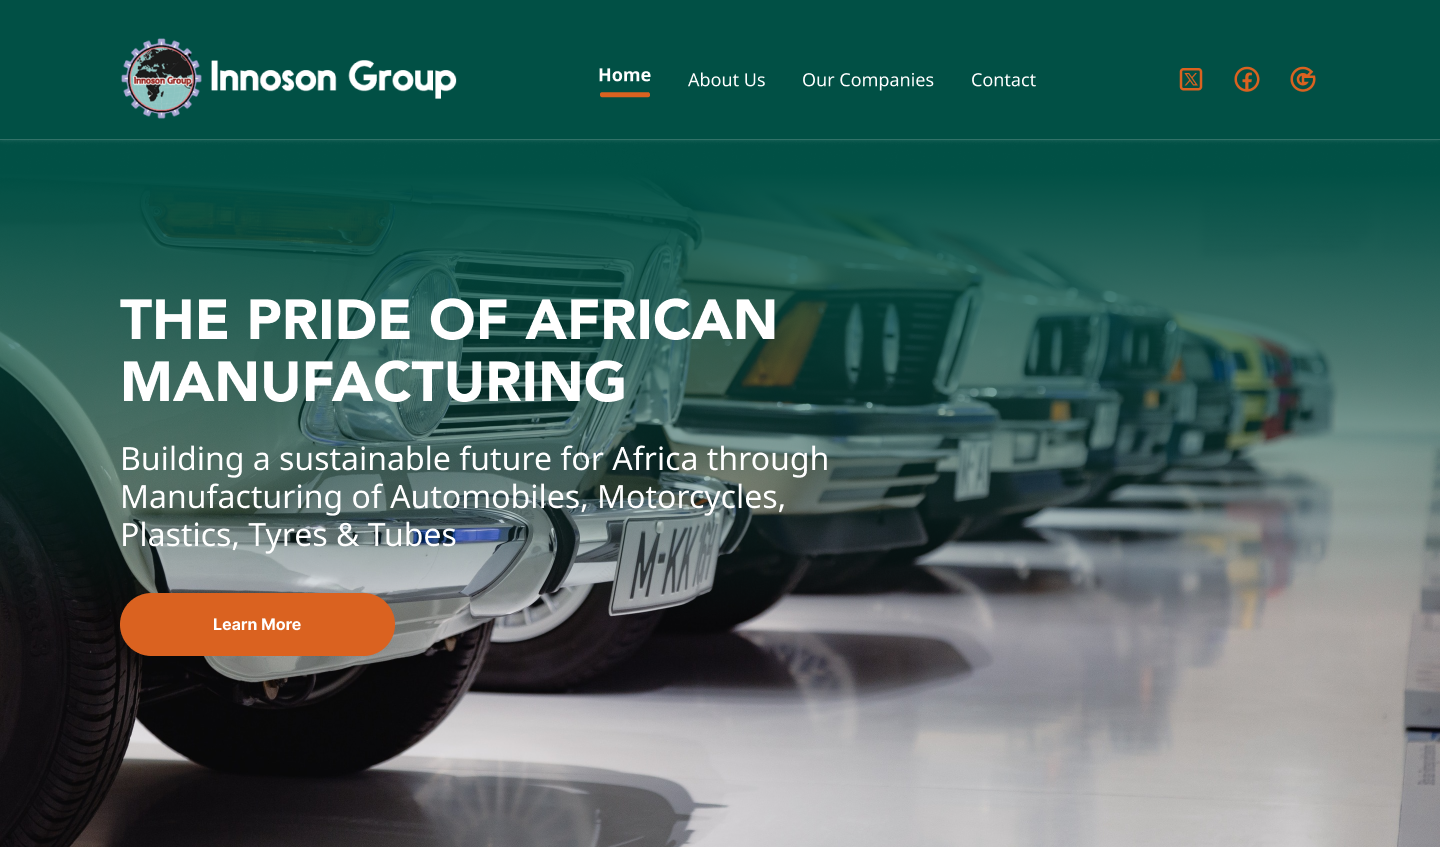 Innoson Group
Innoson Group
Home
About Us
Our Companies
Contact
THE PRIDE OF AFRICAN
MANUFACTURING
Building a sustainable future for Africa through
Manufacturing of Automobiles, Motorcycles,
Plastics, Tyres & Tubes
M-KK
Learn More